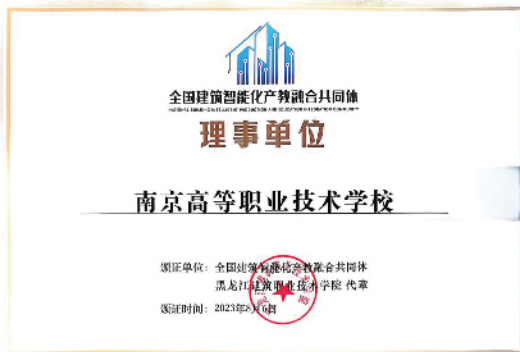 全国建筑智能化产教融合共同体
理事单位
南京高等职业技术学校
颁证单位：全国建筑智能化产教融合共同体
黑龙江建筑职业技术学院 代章
颁证时间：2023年8月6日